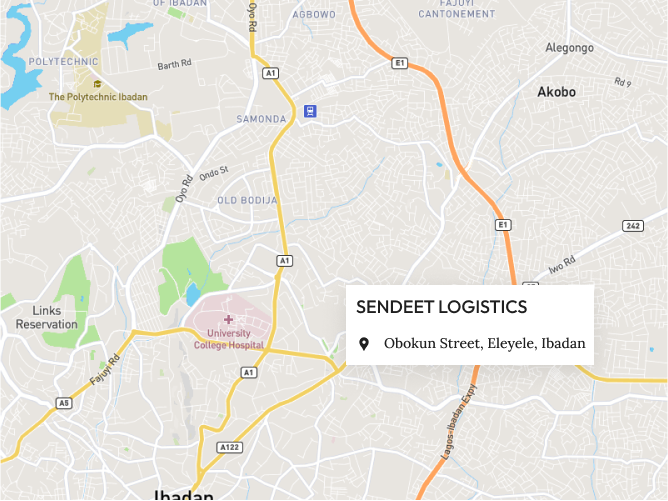 OF IBADAN
Oyo Rd
AGBOWO
FAJUYI
CANTONEMENT
Alegongo
POLYTECHNIC
Barth Rd
A1
E1
Rd 9
The Polytechnic Ibadan
Akobo
SAMONDA
Ondo St
Oyo Rd
OLD BODIJA
E1
242
A1
Iwo Rd
SENDEET LOGISTICS
Links
Reservation
University
College Hospital
Obokun Street, Eleyele, Ibadan
Fajuyi Rd
A1
A5
Lagos-Ibadan Expy
A122
Ibadan